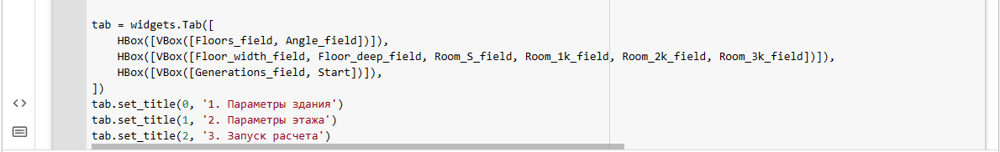 tab = widgets.Tab([
    HBox([VBox([Floors_field, Angle_field])]),
    HBox([VBox([Floor_width_field, Floor_deep_field, Room_S_field, Room_1k_field, Room_2k_field, Room_3k_field])]),
    HBox([VBox([Generations_field, Start])]),
])
tab.set_title(0, '1. Параметры здания')
tab.set_title(1, '2. Параметры этажа')
tab.set_title(2, '3. Запуск расчета')